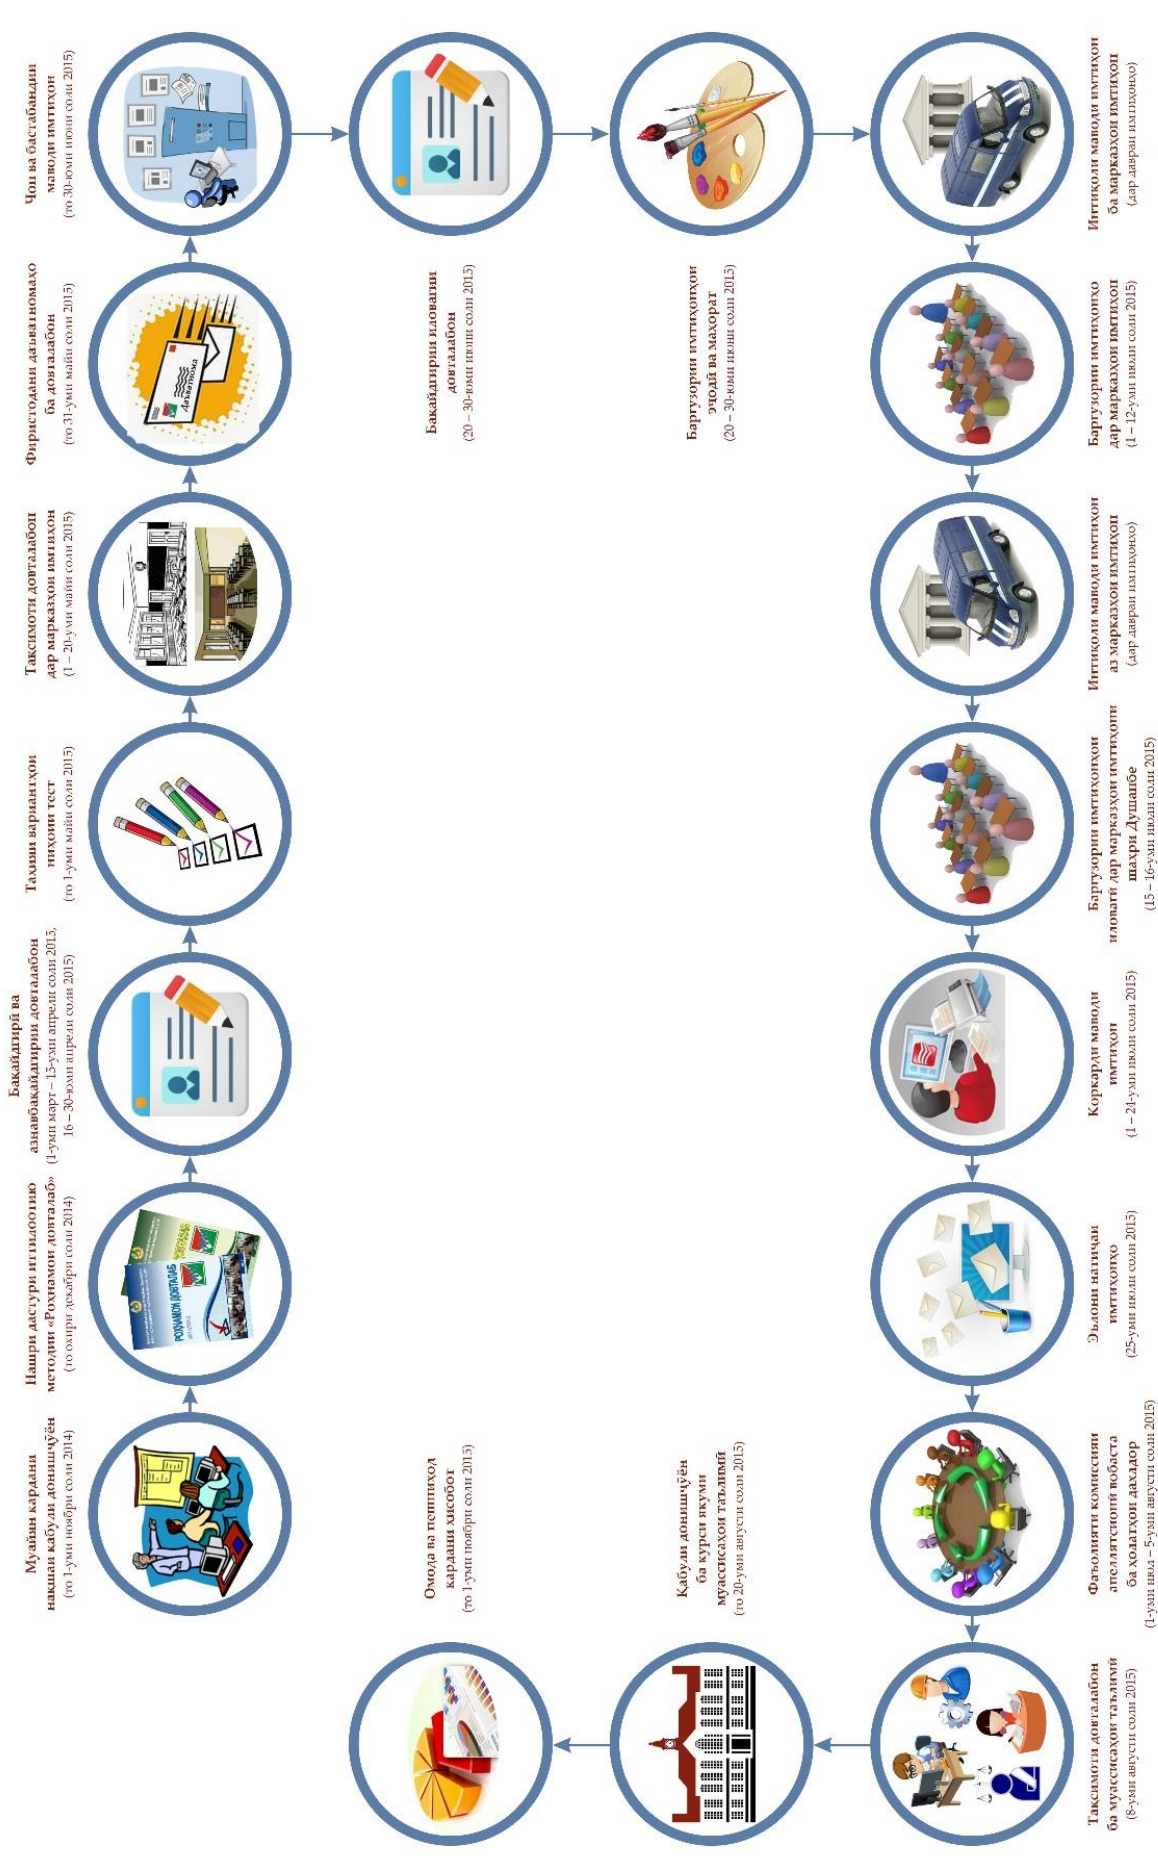 Муайян кардани
нақшаи қабули донишҷӯён
(то 1-уми ноябри соли 2014)
Нашри дастури иттилоотию
методии «Роҳнамои довталаб»
(то охири декабри соли 2014)
РОҲНАМОИ ДОВТАЛАБ
ДОВТАЛАБ
Бақайдгирӣ ва
азнавбақайдгирии довталабон
(1-уми март – 15-уми апрели соли 2015,
16 – 30-юми апрели соли 2015)
Таҳияи вариантҳои
ниҳоии тест
(то 1-уми майи соли 2015)
Тақсимоти довталабон
дар марказҳои имтиҳон
(1 – 20-уми майи соли 2015)
Фиристодани даъватномаҳо
ба довталабон
(то 31-уми майи соли 2015)
Даъватнома
Чоп ва бастабандии
маводи имтиҳон
(то 30-юми июни соли 2015)
Бақайдгирии иловагии
довталабон
(20 – 30-юми июни соли 2015)
Баргузории имтиҳонҳои
эҷодӣ ва маҳорат
(20 – 30-юми июни соли 2015)
Интиқоли маводи имтиҳон
ба марказҳои имтиҳон
(дар давраи имтиҳонҳо)
Баргузории имтиҳонҳо
дар марказҳои имтиҳон
(1 – 12-уми июли соли 2015)
Интиқоли маводи имтиҳон
аз марказҳои имтиҳон
(дар давраи имтиҳонҳо)
Баргузории имтиҳонҳои
иловагӣ дар марказҳои имтиҳони
шаҳри Душанбе
(15 – 16-уми июли соли 2015)
Коркарди маводи
имтиҳон
(1 – 24-уми июли соли 2015)
Эълони натиҷаи
имтиҳонҳо
(25-уми июли соли 2015)
Фаъолияти комиссияи
апеллятсионӣ вобаста
ба ҳолатҳои дахлдор
(1-уми июл – 5-уми августи соли 2015)
Тақсимоти довталабон
ба муассисаҳои таълимӣ
(8-уми августи соли 2015)
Қабули донишҷӯён
ба курси якуми
муассисаҳои таълимӣ
(то 20-уми августи соли 2015)
Омода ва пешниҳод
кардани ҳисобот
(то 1-уми ноябри соли 2015)